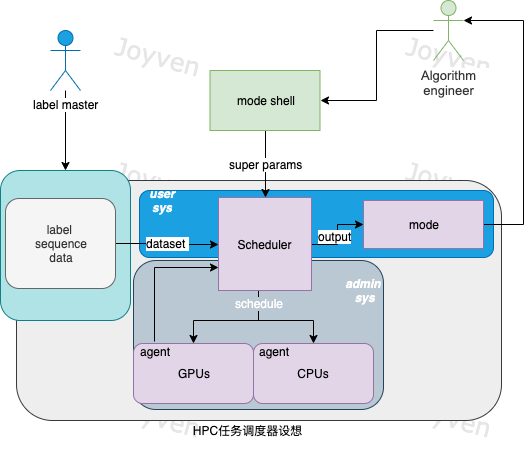 Joyven
Joyven
Algorithm
engineer
label master
mode shell
super params
Joyven
Joyven
user
sys
label
sequence
data
dataset
Scheduler
output
mode
admin
sys
schedule
agent
agent
GPUs
CPUs
Joyven
Joyven
HPC任务调度器设想